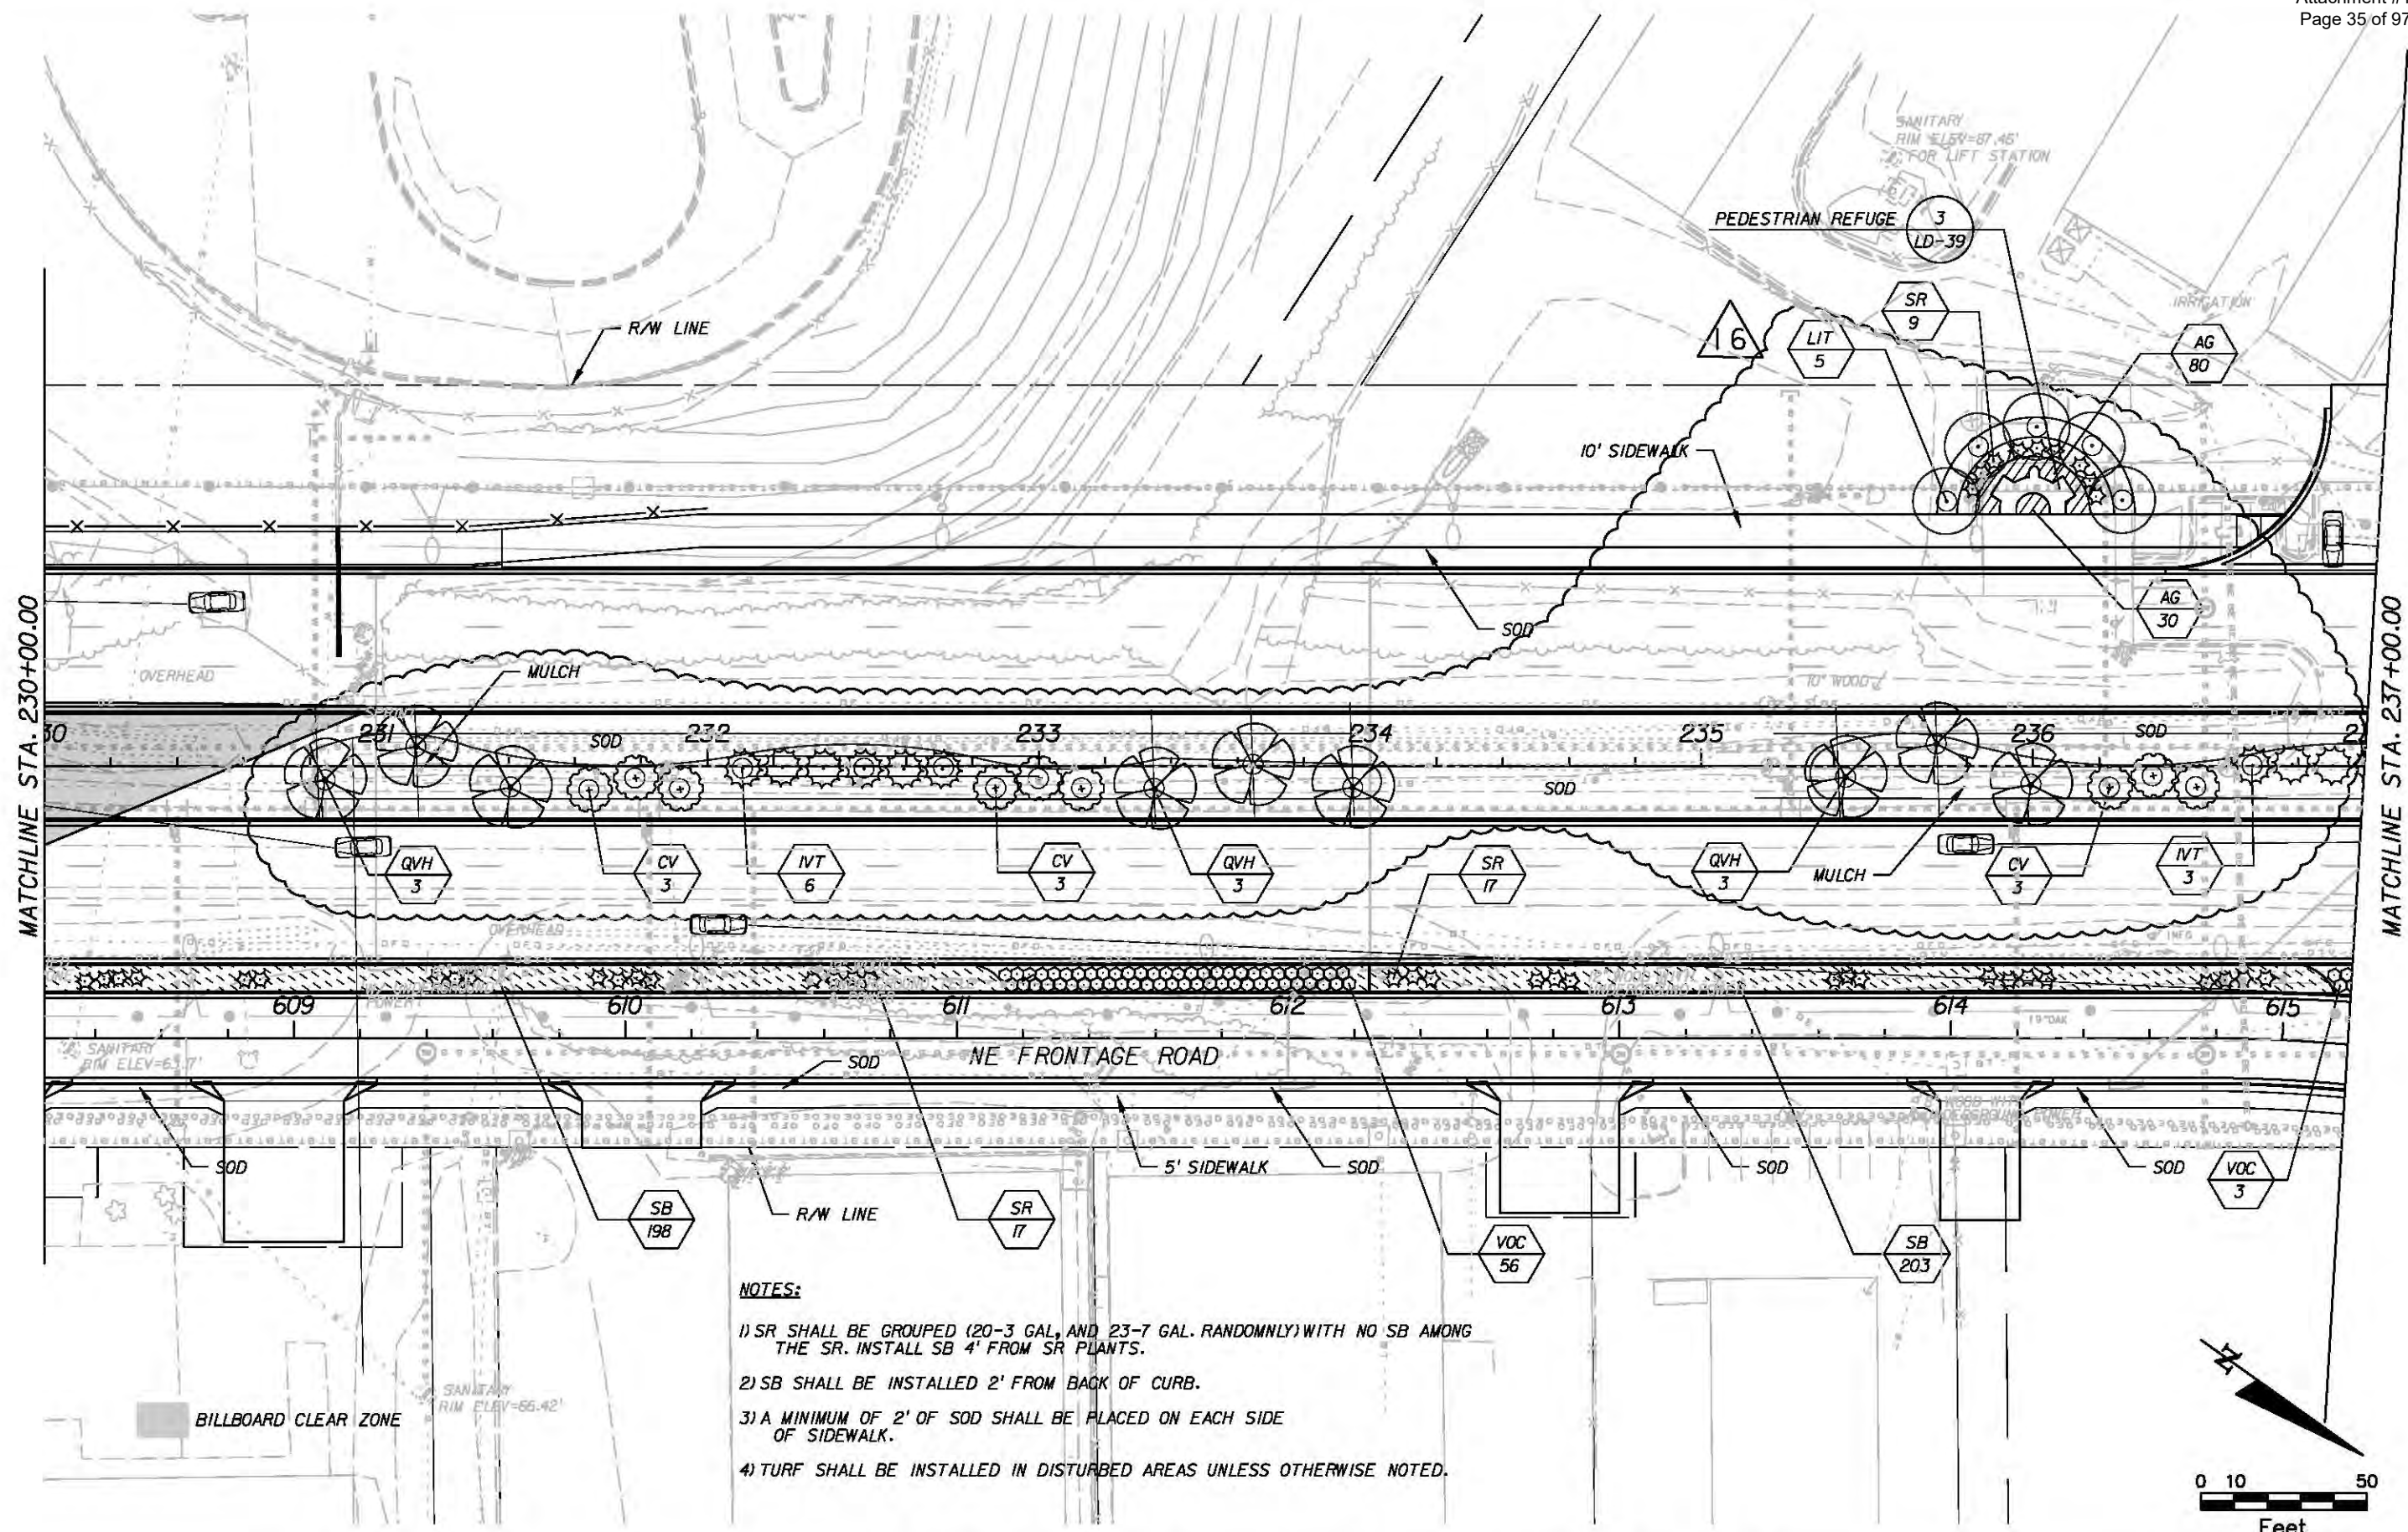 Page 35 of 97
SANITARY
RIM ELEV=87.46'
FOR LIFT STATION
PEDESTRIAN REFUGE
3
LD-39
SR
9
IRRIGATION
R/W LINE
16
LIT
5
AG
80
10' SIDEWALK
AG
30
SOD
MATCHLINE STA. 230+00.00
MATCHLINE STA. 237+00.00
OVERHEAD
MULCH
10" WOOD
30
231
SOD
232
233
234
235
236
SOD
SOD
QVH
3
CV
3
IVT
6
CV
3
QVH
3
SR
17
QVH
3
MULCH
CV
3
IVT
3
OVERHEAD
609
610
611
612
613
614
615
19"OAK
SANITARY
SOD
NE FRONTAGE ROAD
SOD
5' SIDEWALK
SOD
SOD
SOD
VOC
3
SB
198
R/W LINE
SR
17
VOC
56
SB
203
NOTES:
1) SR SHALL BE GROUPED (20-3 GAL, AND 23-7 GAL. RANDOMNLY) WITH NO SB AMONG
THE SR. INSTALL SB 4' FROM SR PLANTS.
2) SB SHALL BE INSTALLED 2' FROM BACK OF CURB.
3) A MINIMUM OF 2' OF SOD SHALL BE PLACED ON EACH SIDE
OF SIDEWALK.
4) TURF SHALL BE INSTALLED IN DISTURBED AREAS UNLESS OTHERWISE NOTED.
SANITARY
RIM ELEV=66.42'
BILLBOARD CLEAR ZONE
N
0 10 50
Feet